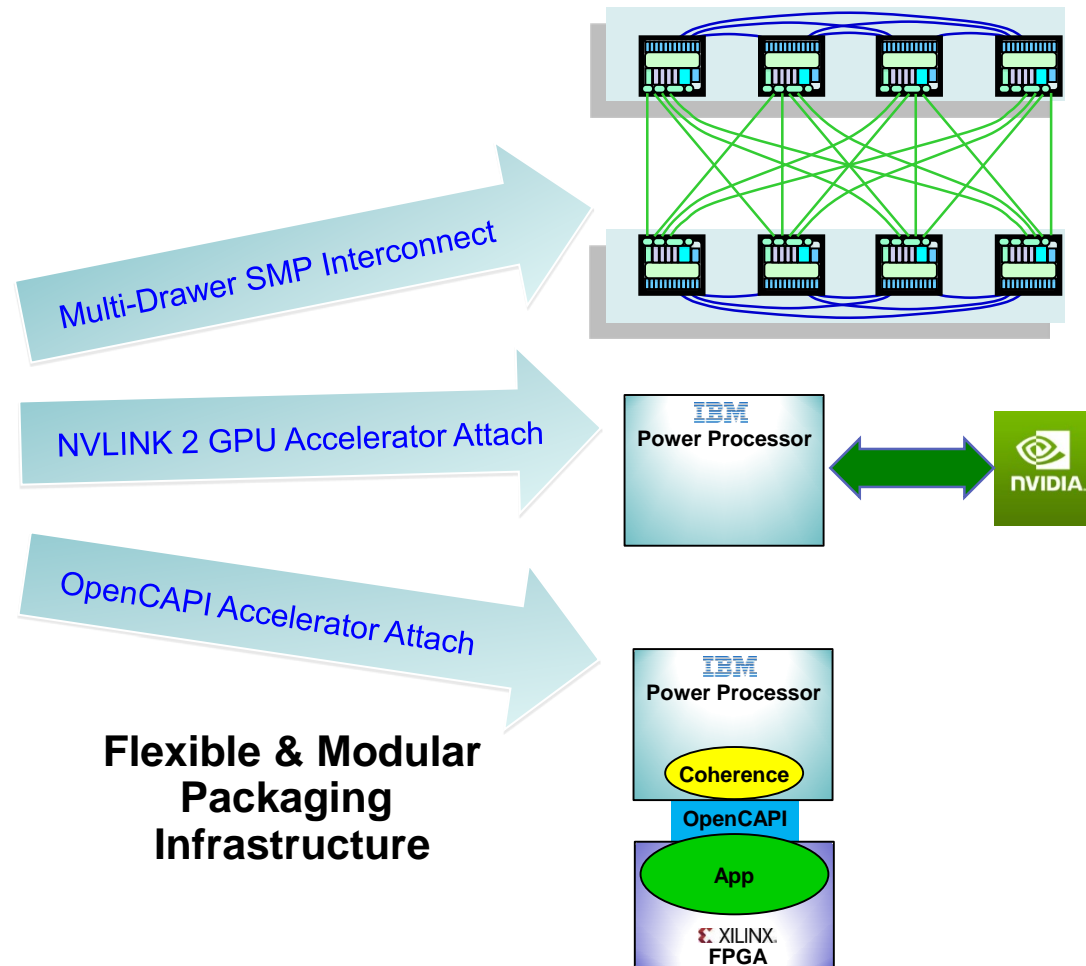 Multi-Drawer SMP Interconnect
NVLINK 2 GPU Accelerator Attach
IBM
Power Processor
NVIDIA
OpenCAPI Accelerator Attach
IBM
Power Processor
Coherence
OpenCAPI
App
XILINX
FPGA
Flexible & Modular
Packaging
Infrastructure